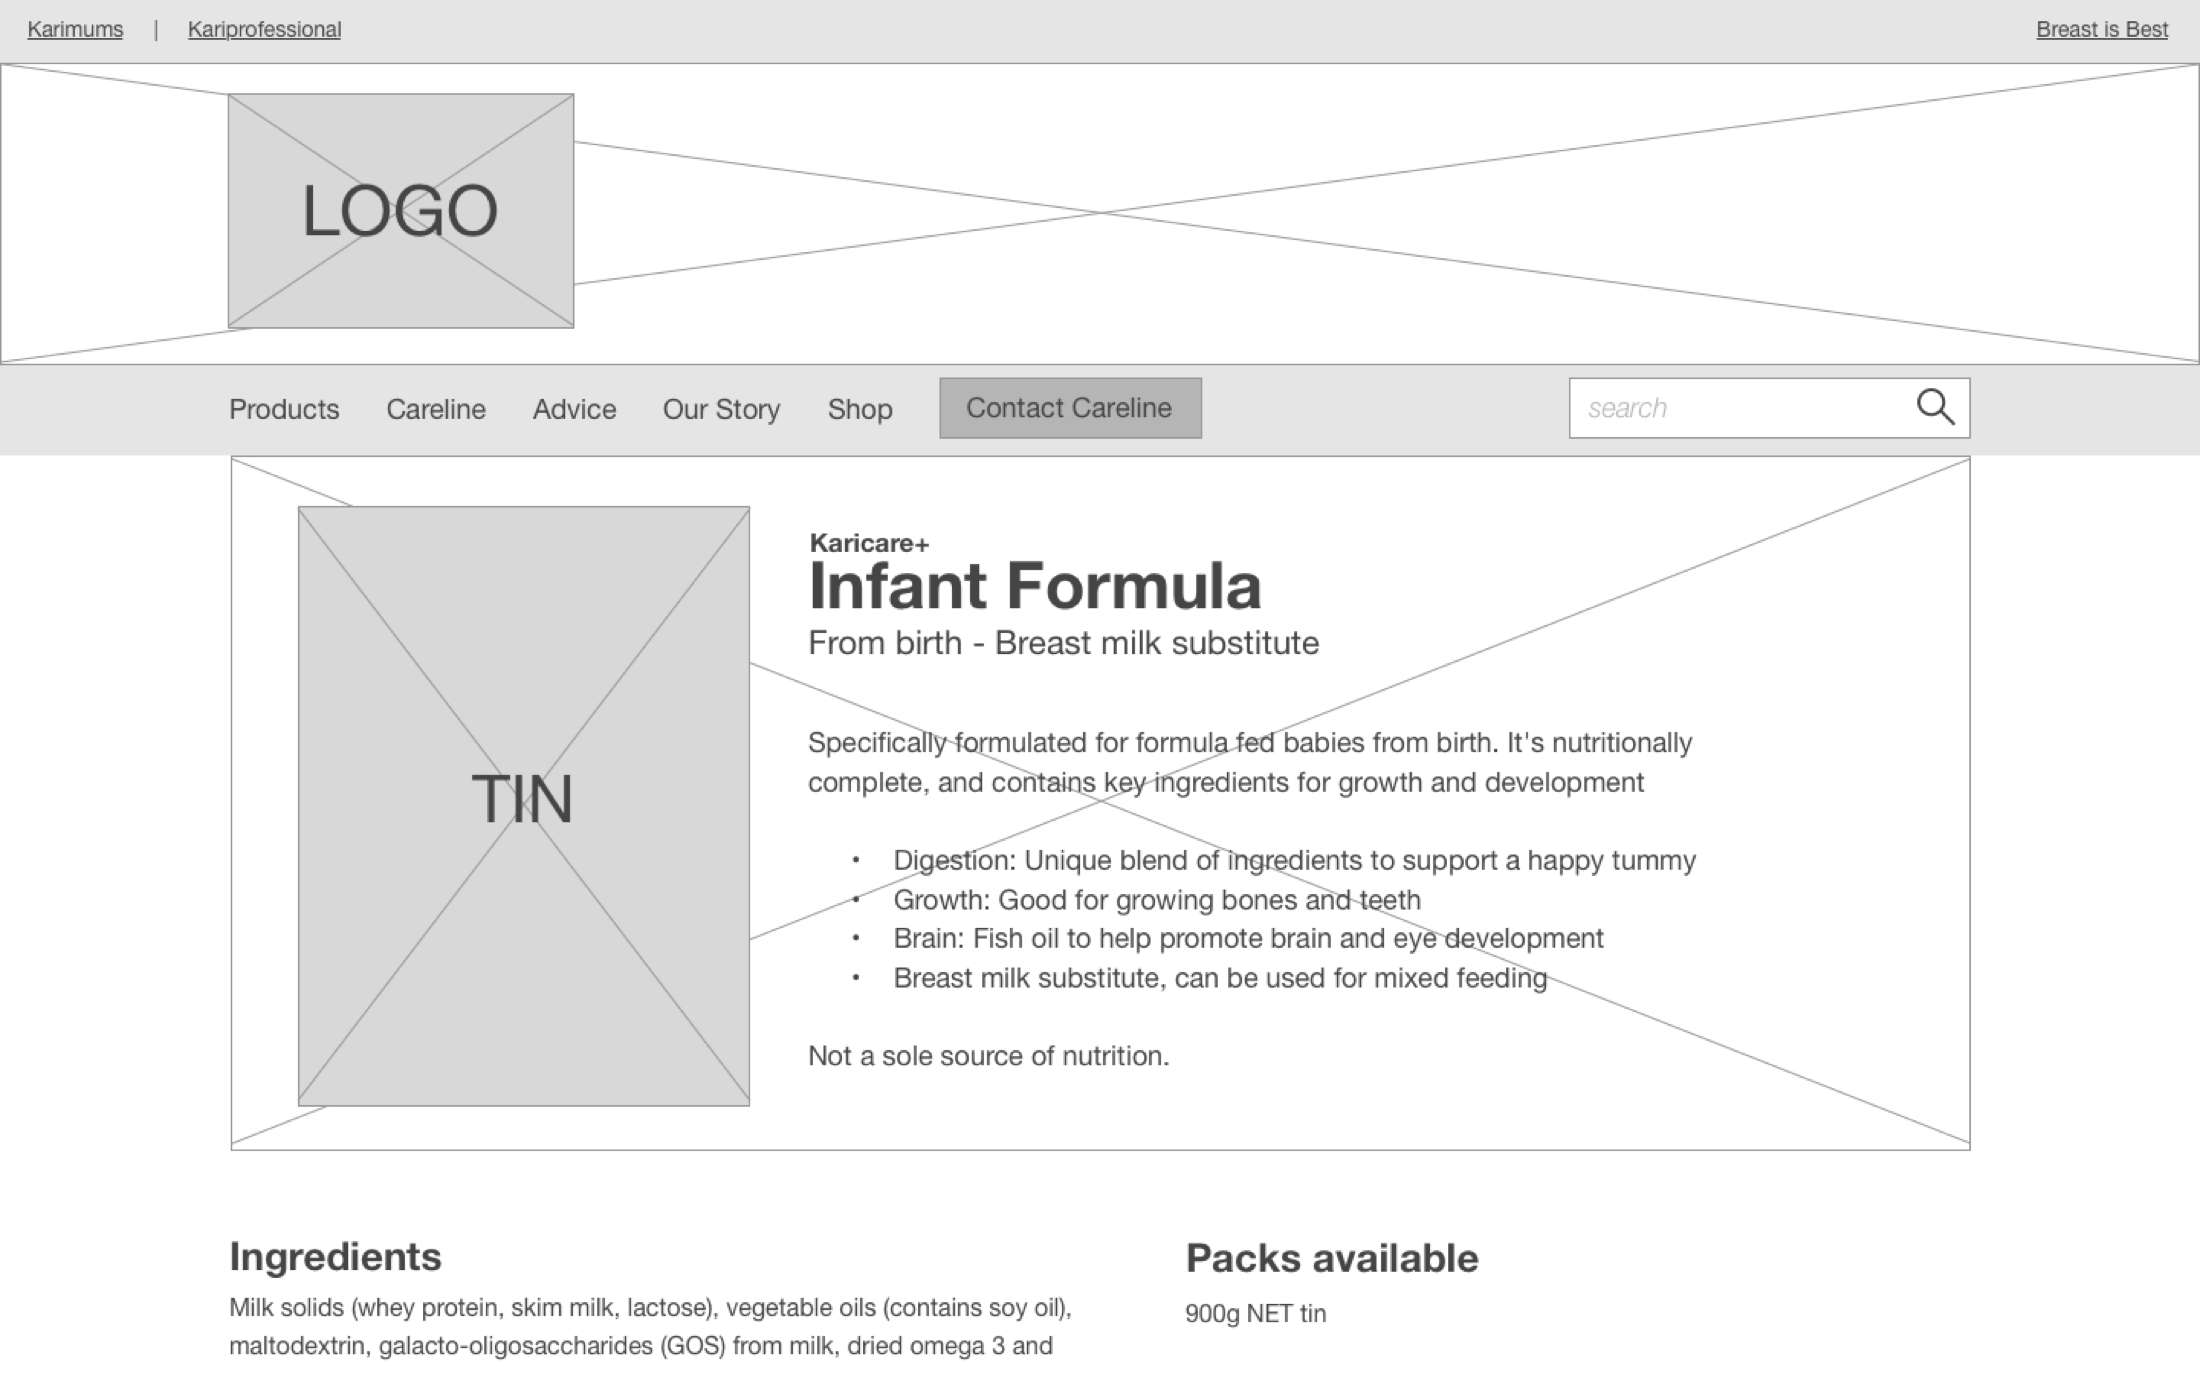 Karimums | Kariprofessional Breast is Best
LOGO
Products Careline Advice Our Story Shop Contact Careline search
Karicare+
Infant Formula
From birth - Breast milk substitute
Specifically formulated for formula fed babies from birth. It's nutritionally
complete, and contains key ingredients for growth and development
TIN
• Digestion: Unique blend of ingredients to support a happy tummy
• Growth: Good for growing bones and teeth
• Brain: Fish oil to help promote brain and eye development
• Breast milk substitute, can be used for mixed feeding
Not a sole source of nutrition.
Ingredients
Milk solids (whey protein, skim milk, lactose), vegetable oils (contains soy oil),
maltodextrin, galacto-oligosaccharides (GOS) from milk, dried omega 3 and
Packs available
900g NET tin